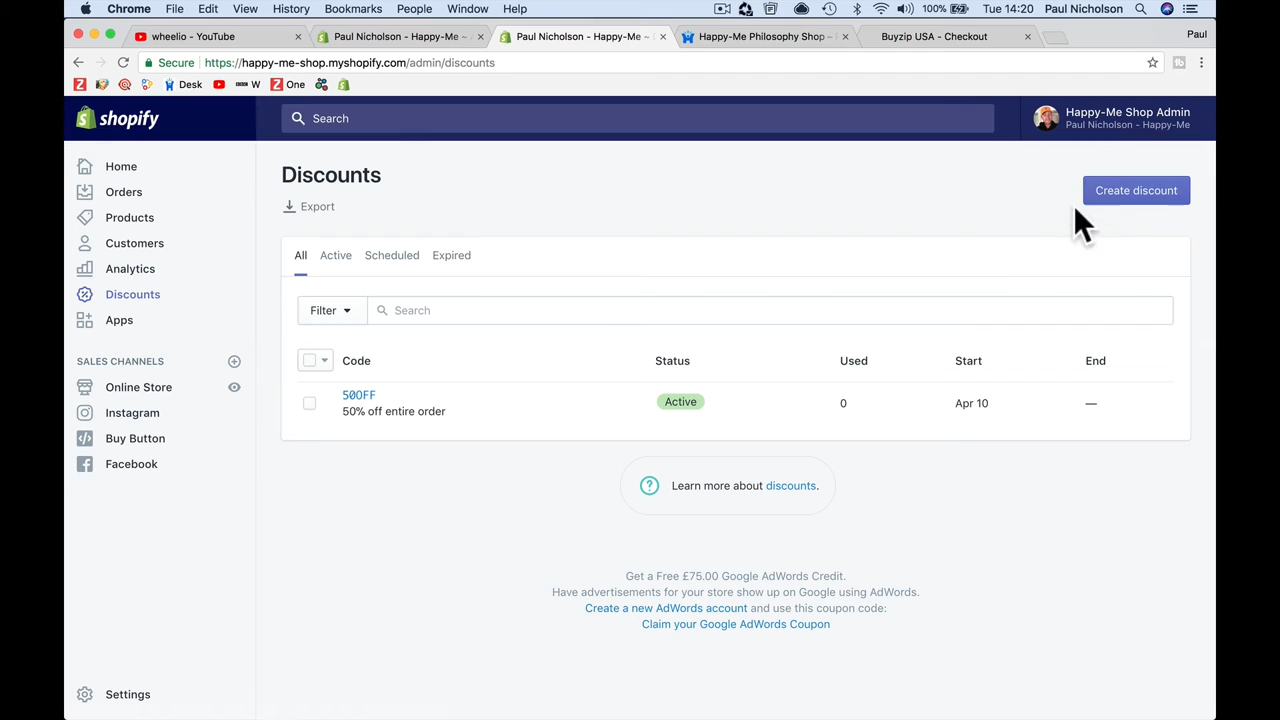 Chrome File Edit View History Bookmarks People Window Help 100% Tue 14:20 Paul Nicholson
wheelio - YouTube Paul Nicholson - Happy-Me ~ Paul Nicholson - Happy-Me ~ Happy-Me Philosophy Shop – Buyzip USA - Checkout Paul
Secure https://happy-me-shop.myshopify.com/admin/discounts
Desk W One
shopify Search Happy-Me Shop Admin
Paul Nicholson - Happy-Me
Home
Orders
Products
Customers
Analytics
Discounts
Apps
SALES CHANNELS
Online Store
Instagram
Buy Button
Facebook
Settings
Discounts
Export
Create discount
All Active Scheduled Expired
Filter Search
Code Status Used Start End
50OFF Active 0 Apr 10 —
50% off entire order
Learn more about discounts.
Get a Free £75.00 Google AdWords Credit.
Have advertisements for your store show up on Google using AdWords.
Create a new AdWords account and use this coupon code:
Claim your Google AdWords Coupon